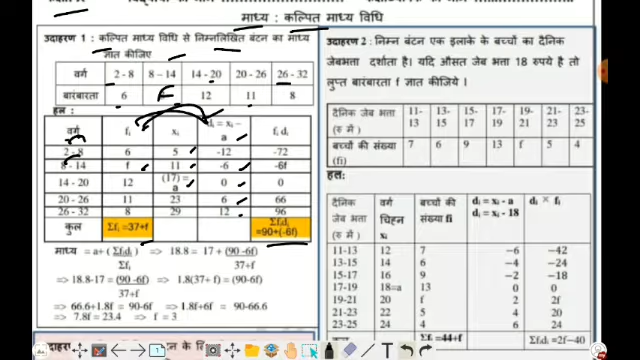 माध्य : कल्पित माध्य विधि
उदाहरण 1 : कल्पित माध्य विधि से निम्नलिखित बंटन का माध्य
ज्ञात कीजिए
वर्ग 2 - 8 8 – 14 14 - 20 20 - 26 26- 32
बारंबारता 6 F 12 11 8
हल:
वर्ग fᵢ xᵢ dᵢ = xᵢ – a fᵢ dᵢ
2 - 8 6 5 -12 -72
8 - 14 f 11 -6 -6f
14 - 20 12 (17) = a 0 0
20 - 26 11 23 6 66
26 - 32 8 29 12 96
कुल Σfᵢ =37+f Σfᵢdᵢ =90+(-6f)
माध्य = a+ (Σfᵢdᵢ) ⇒ 18.8 = 17 + (90-6f)
Σfᵢ 37+f
⇒ 18.8-17 = (90-6f) ⇒ 1.8(37+f) = (90-6f)
37+f
⇒ 66.6+1.8f = 90-6f ⇒ 1.8f+6f = 90-66.6
⇒ 7.8f = 23.4 ⇒ f = 3
उदाहरण 2 : निम्न बंटन एक इलाके के बच्चों का दैनिक
जेबभत्ता दर्शाता है। यदि औसत जेब भत्ता 18 रुपये है तो
लुप्त बारंबारता f ज्ञात कीजिये।
दैनिक जेब भत्ता (रु में ) 11-13 13-15 15-17 17-19 19-21 21-23 23-25
बच्चों की संख्या (fi) 7 6 9 13 f 5 4
हल:
दैनिक जेब भत्ता (रु में ) वर्ग चिह्न xᵢ बच्चों की संख्या fi dᵢ = xᵢ - a dᵢ = xᵢ - 18 dᵢ × fᵢ
11-13 12 7 –6 –42
13-15 14 6 –4 –24
15-17 16 9 –2 –18
17-19 18=a 13 0 0
19-21 20 f 2 2f
21-23 22 5 4 20
23-25 24 4 6 24
Σfᵢ =44+f Σfᵢdᵢ =2f–40